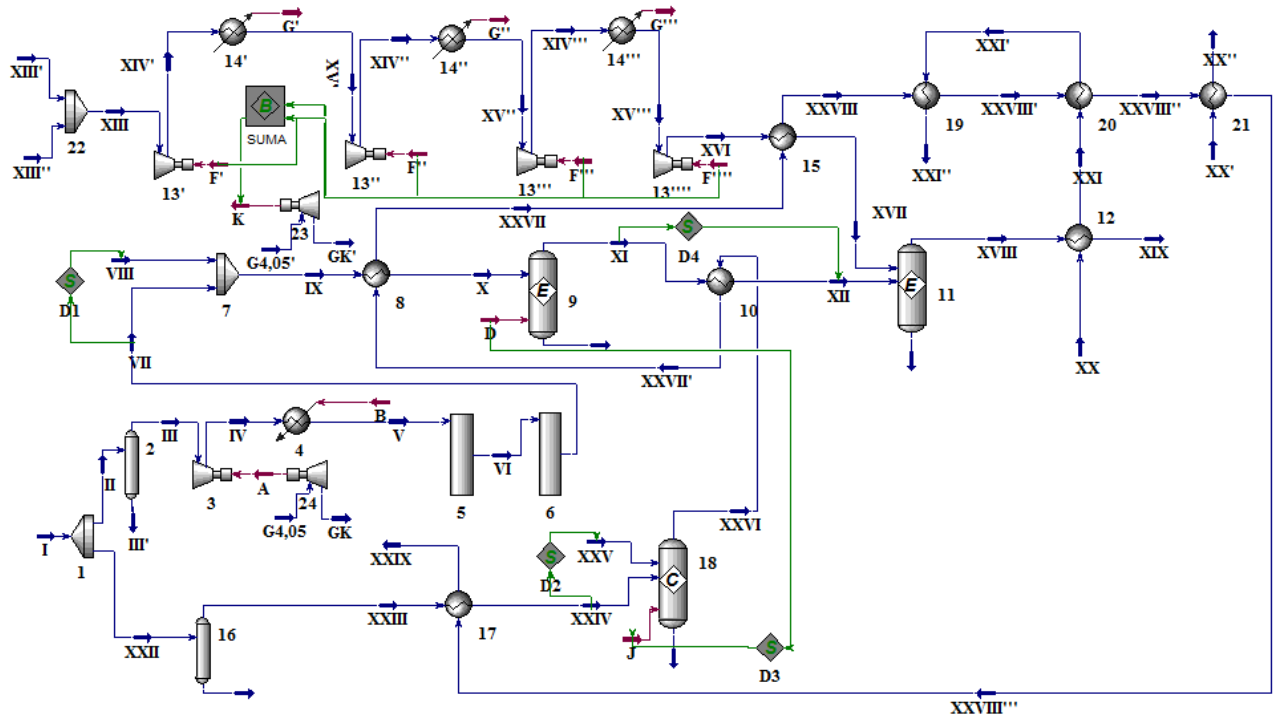 G'
G''
G'''
XIII'
XIV'
14'
XV'
XIV''
14''
XIV'''
14'''
XXI'
XX''
B
SUMA
XIII
XV''
XV'''
XXVIII
XXVIII'
XXVIII''
22
19
20
21
XIII''
13'
F'
13''
F''
13'''
F'''
13''''
F''''
XVI
15
XXI''
XXI
XX'
K
23
XXVII
XVII
12
G4,05'
GK'
XI
S
D4
XVIII
XIX
VIII
S
D1
7
IX
8
X
E
9
10
XII
E
11
D
VII
XXVII'
XX
III
2
IV
4
B
V
II
VI
3
A
24
I
III'
G4,05
GK
5
6
1
XXVI
XXIX
XXV
18
S
D2
C
XXIII
XXIV
16
17
XXII
J
S
D3
XXVIII'''